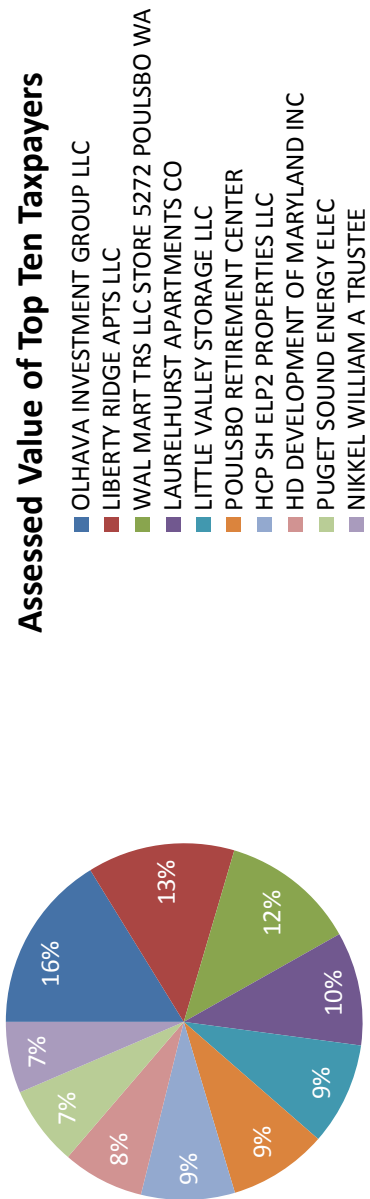 Assessed Value of Top Ten Taxpayers
OLHAVA INVESTMENT GROUP LLC
LIBERTY RIDGE APTS LLC
WAL MART TRS LLC STORE 5272 POULSBO WA
LAURELHURST APARTMENTS CO
LITTLE VALLEY STORAGE LLC
POULSBO RETIREMENT CENTER
HCP SH ELP2 PROPERTIES LLC
HD DEVELOPMENT OF MARYLAND INC
PUGET SOUND ENERGY ELEC
NIKKEL WILLIAM A TRUSTEE
16%
13%
12%
10%
9%
9%
9%
8%
7%
7%